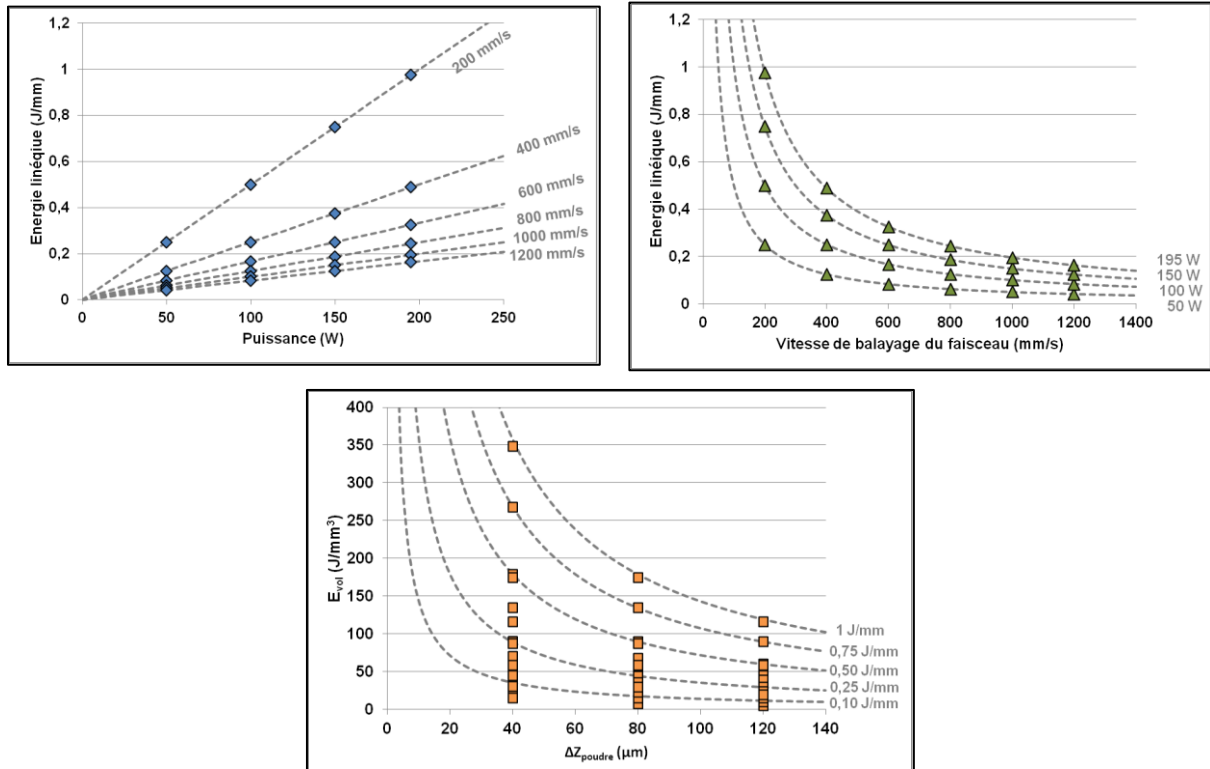 1,2
1
0,8
0,6
0,4
0,2
0
Energie linéqiue (J/mm)
200 mm/s
400 mm/s
600 mm/s
800 mm/s
1000 mm/s
1200 mm/s
0 50 100 150 200 250
Puissance (W)
1,2
1
0,8
0,6
0,4
0,2
0
Energie linéique (J/mm)
195 W
150 W
100 W
50 W
0 200 400 600 800 1000 1200 1400
Vitesse de balayage du faisceau (mm/s)
400
350
300
250
200
150
100
50
0
Evol (J/mm³)
1 J/mm
0,75 J/mm
0,50 J/mm
0,25 J/mm
0,10 J/mm
0 20 40 60 80 100 120 140
ΔZpoudre (µm)